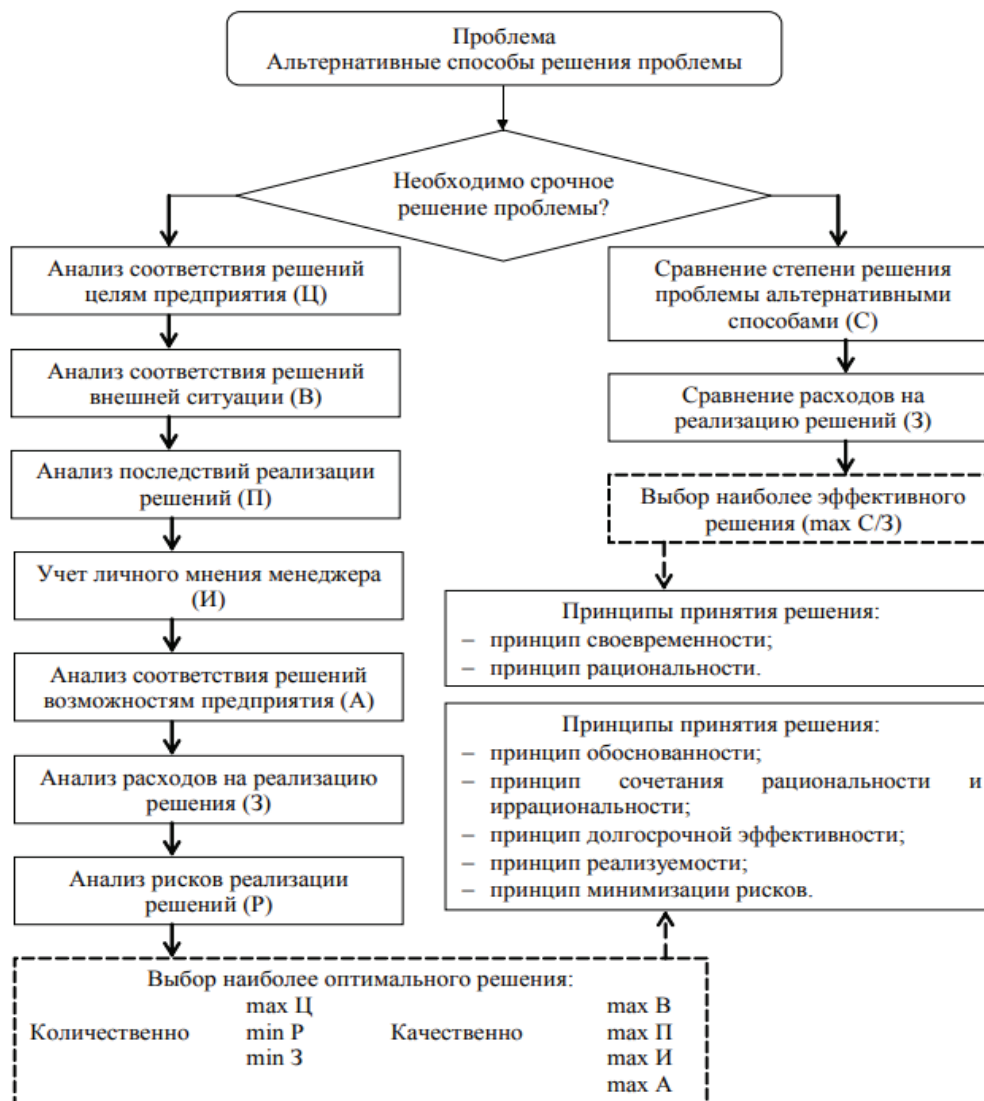 Проблема
Альтернативные способы решения проблемы
Необходимо срочное
решение проблемы?
Анализ соответствия решений
целям предприятия (Ц)
Анализ соответствия решений
внешней ситуации (В)
Анализ последствий реализации
решений (П)
Учет личного мнения менеджера
(И)
Анализ соответствия решений
возможностям предприятия (А)
Анализ расходов на реализацию
решения (З)
Анализ рисков реализации
решений (Р)
Сравнение степени решения
проблемы альтернативными
способами (С)
Сравнение расходов на
реализацию решений (З)
Выбор наиболее эффективного
решения (max С/З)
Принципы принятия решения:
– принцип своевременности;
– принцип рациональности.
Принципы принятия решения:
– принцип обоснованности;
– принцип сочетания рациональности и
иррациональности;
– принцип долгосрочной эффективности;
– принцип реализуемости;
– принцип минимизации рисков.
Выбор наиболее оптимального решения:
max Ц max В
Количественно min Р Качественно max П
min З max И
max А